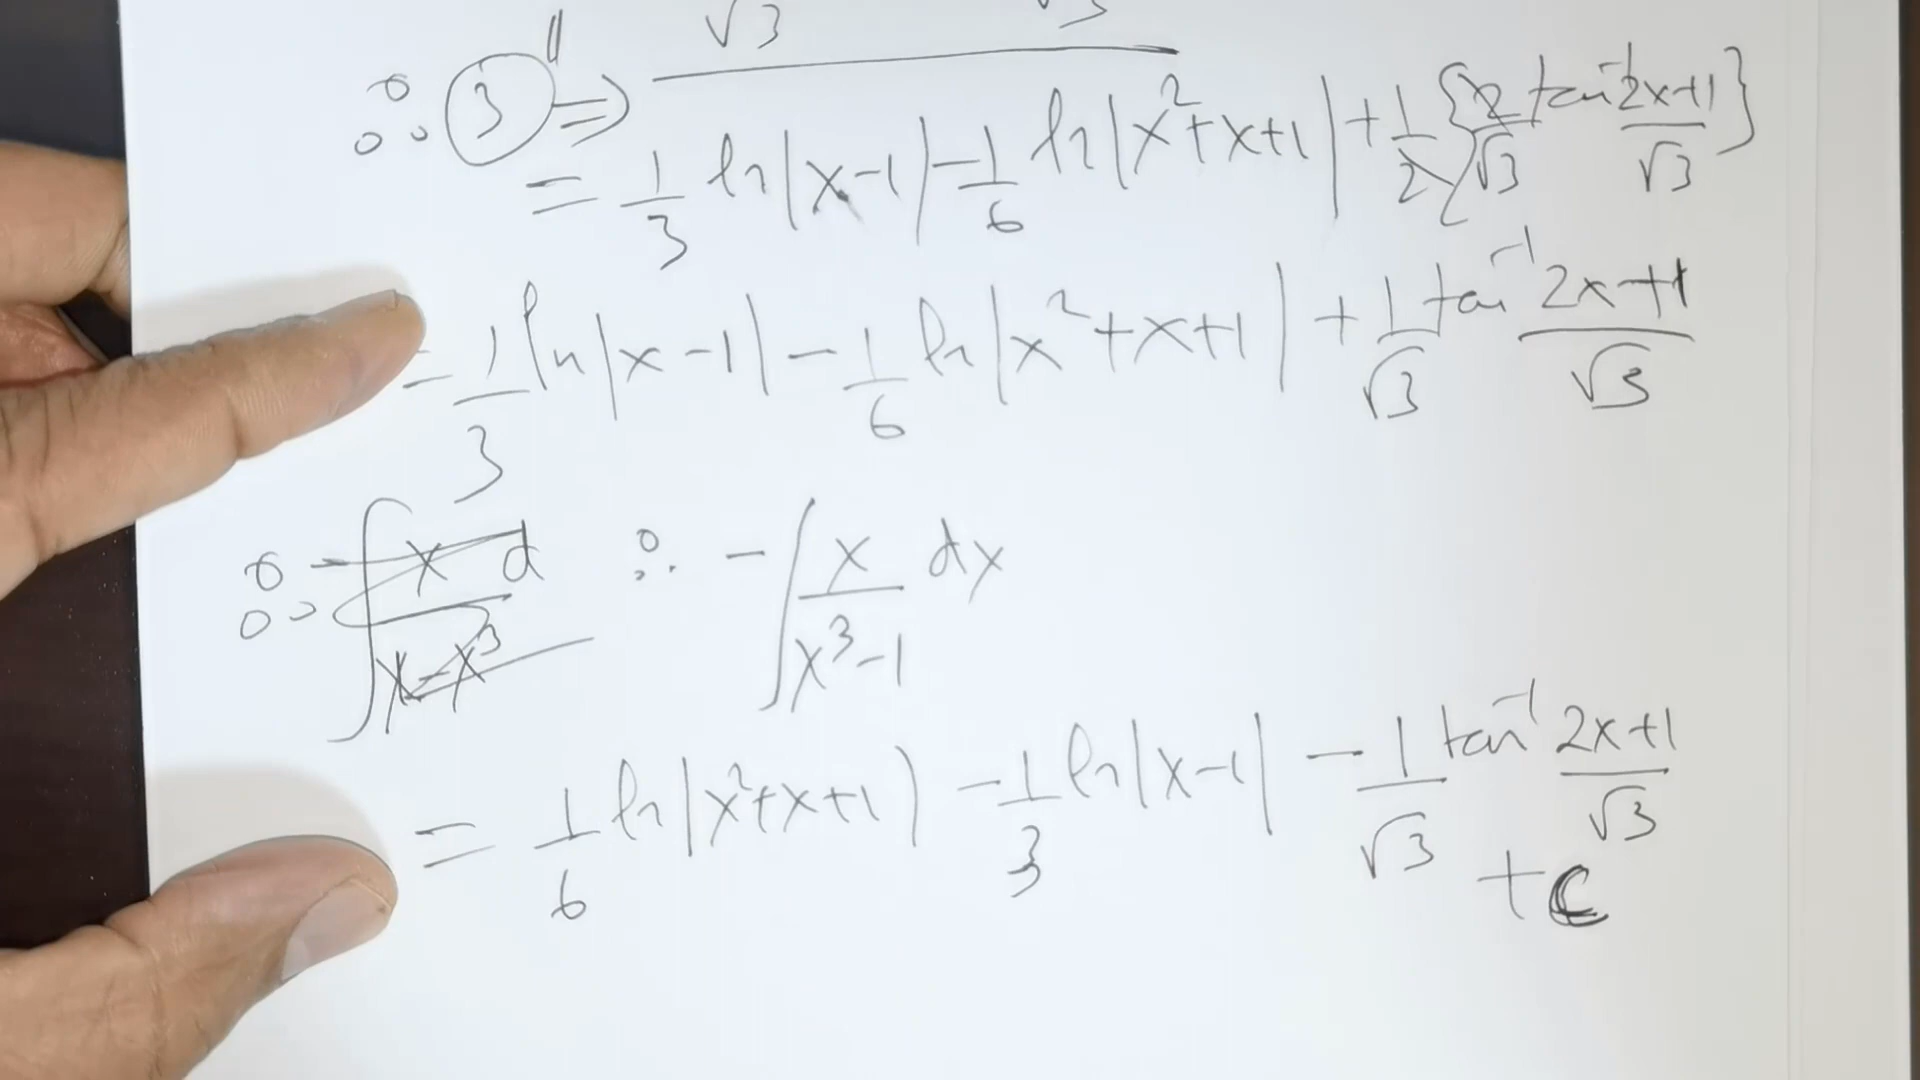 √3 √3
∴ ③ ⇒
= 1/3 ln|x-1| - 1/6 ln|x²+x+1| + 1/2 {2/√3 tan⁻¹ 2x+1/√3}
= 1/3 ln|x-1| - 1/6 ln|x²+x+1| + 1/√3 tan⁻¹ 2x+1/√3
∴ - ∫ x/x³-1 dx
= 1/6 ln|x²+x+1| - 1/3 ln|x-1| - 1/√3 tan⁻¹ 2x+1/√3
+c